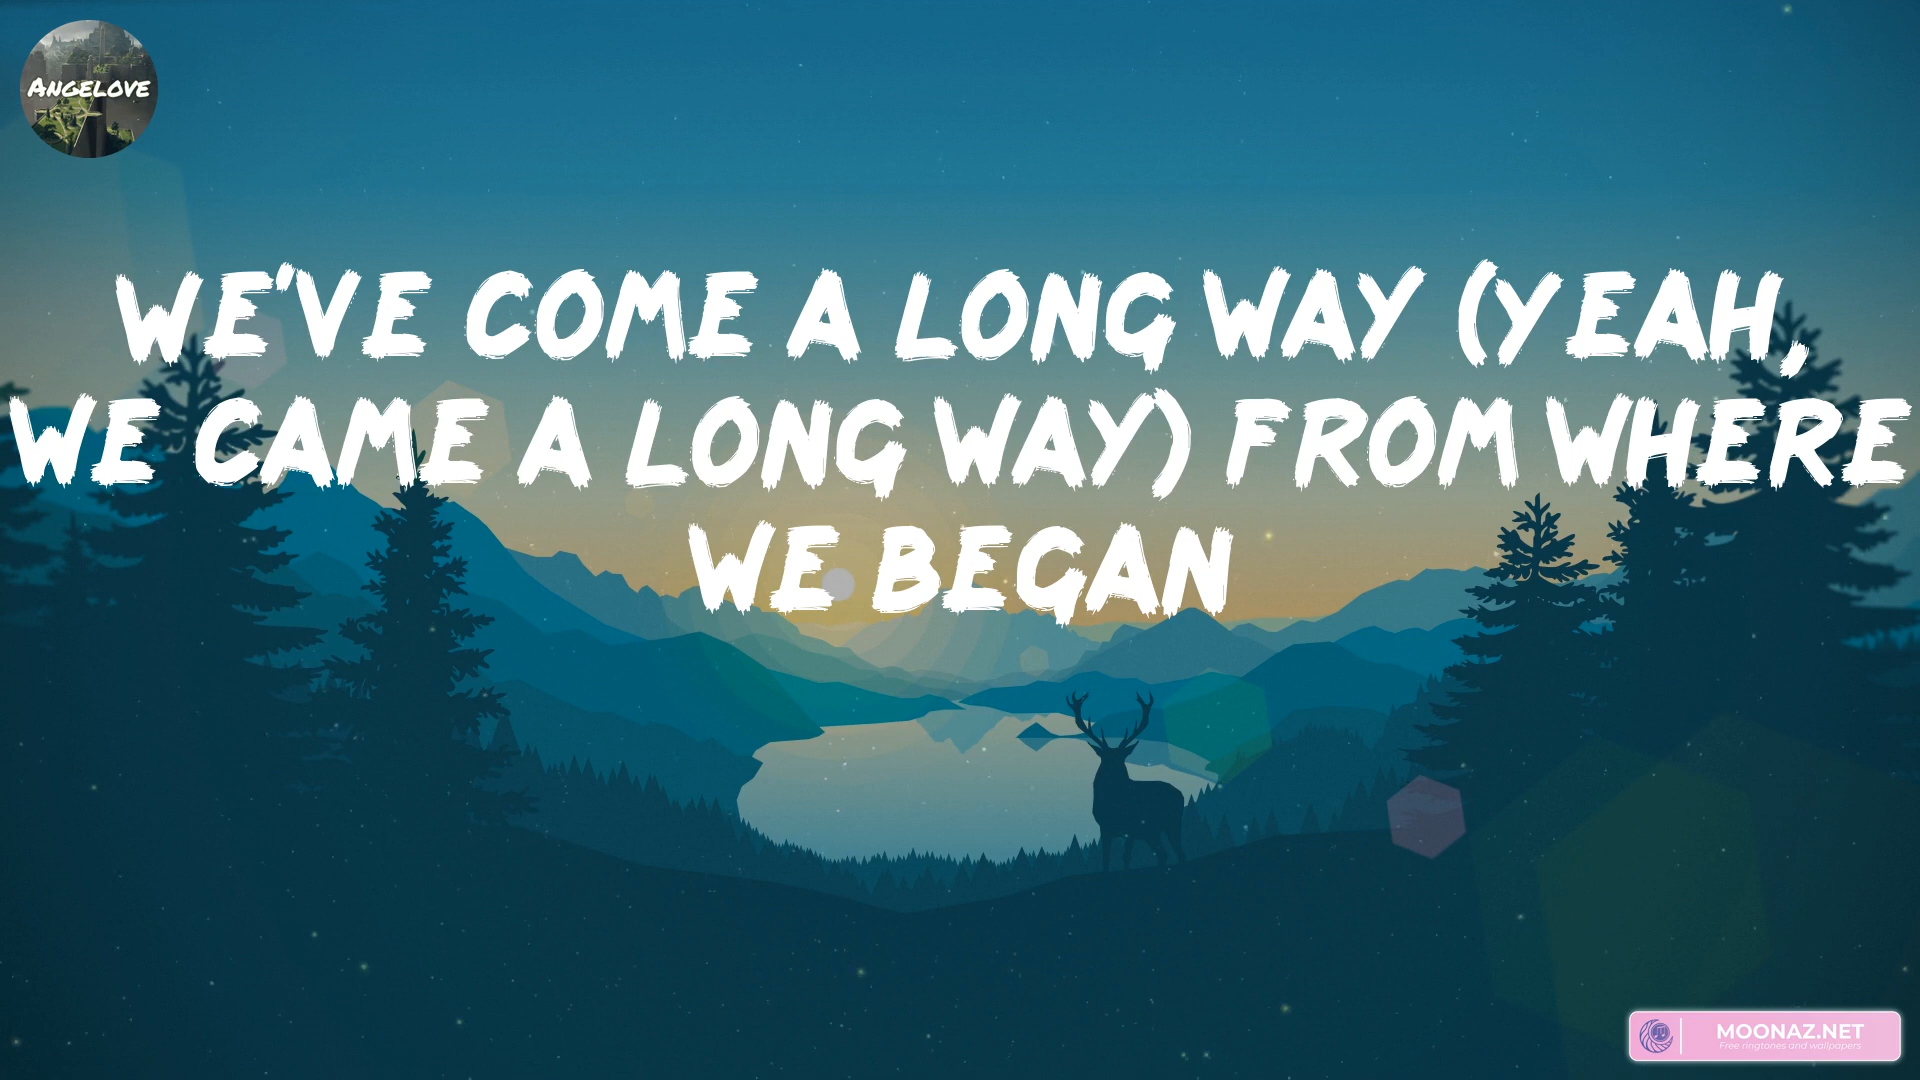 ANGELOVE
WE'VE COME A LONG WAY (YEAH,
WE CAME A LONG WAY) FROM WHERE
WE BEGAN
MOONAZ.NET
Free ringtones and wallpapers